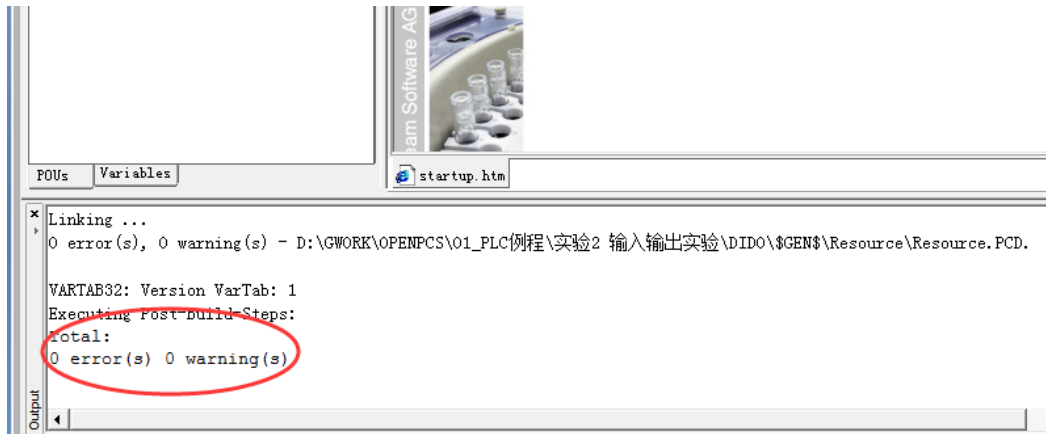 eam Software AG
POUs Variables
startup.htm
Linking ...
0 error(s), 0 warning(s) - D:\GWORK\OPENPCS\01_PLC例程\实验2 输入输出实验\DIDO\$GEN$\Resource\Resource.PCD.
VARTAB32: Version VarTab: 1
Executing Post-Build-Steps:
Total:
0 error(s) 0 warning(s)
Output